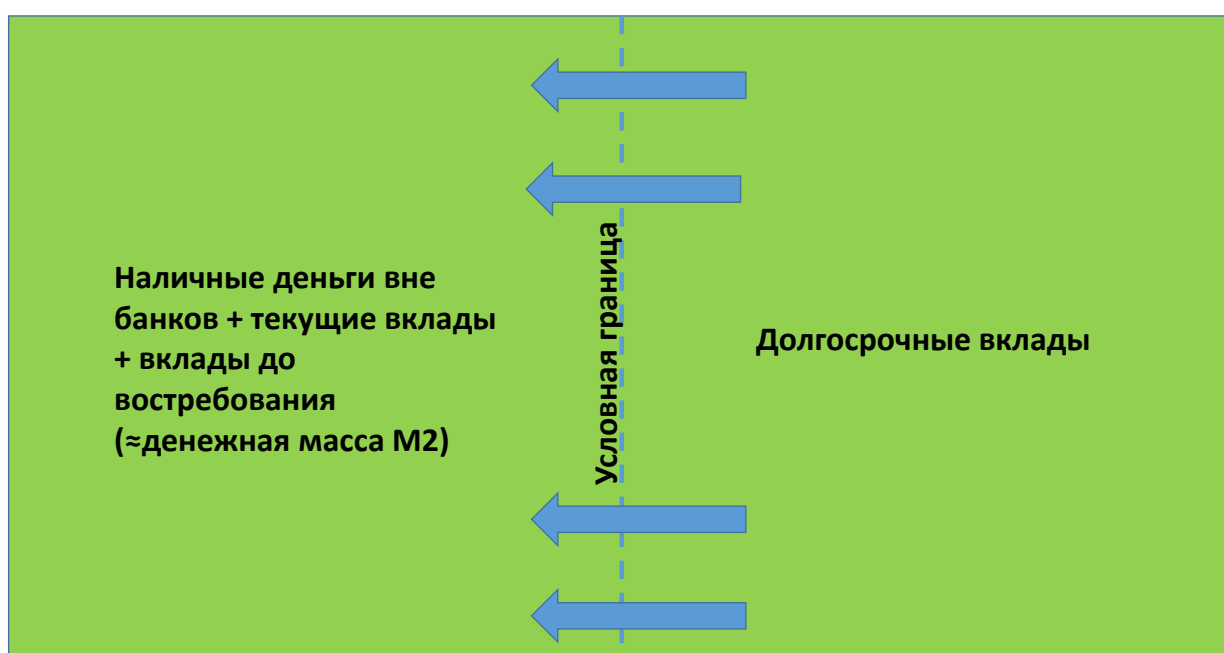 Наличные деньги вне
банков + текущие вклады
+ вклады до
востребования
(≈денежная масса М2)
Условная граница
Долгосрочные вклады